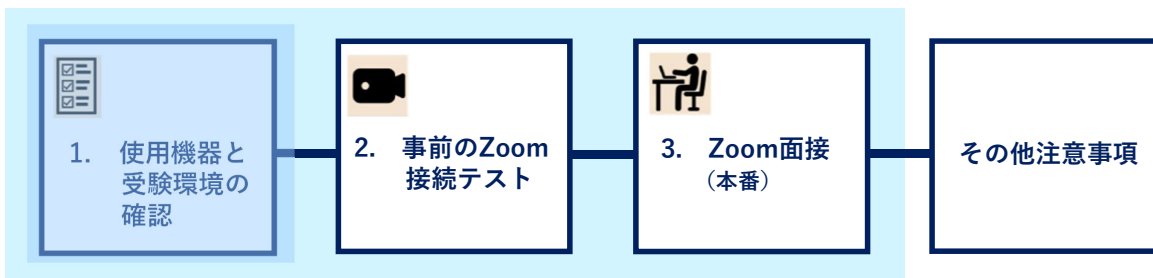 1. 使用機器と
受験環境の
確認
2. 事前のZoom
接続テスト
3. Zoom面接
（本番）
その他注意事項